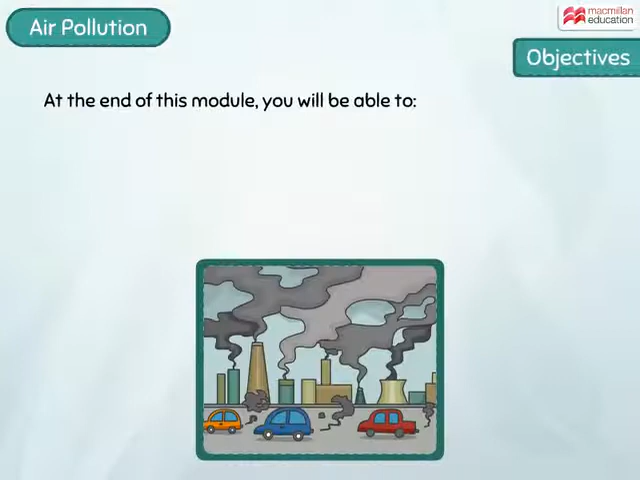 Air Pollution
macmillan
education
Objectives
At the end of this module, you will be able to: